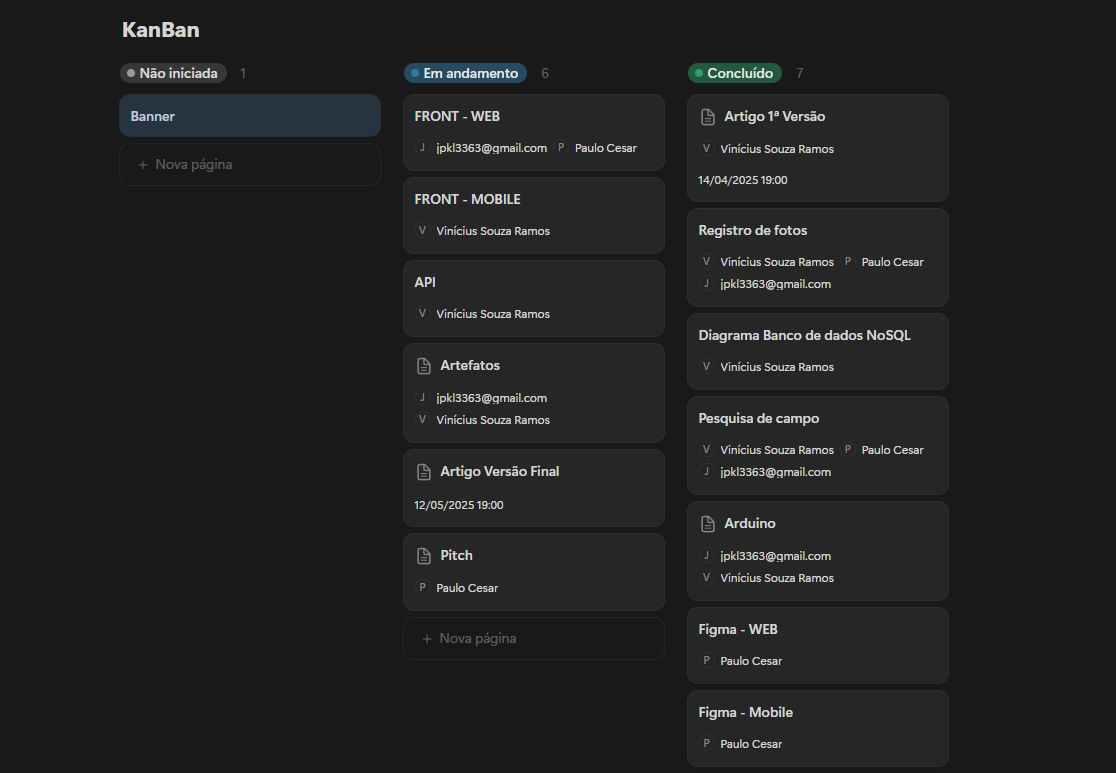 KanBan
Não iniciada 1
Banner
+ Nova página
Em andamento 6
FRONT - WEB
J jpkl3363@gmail.com P Paulo Cesar
FRONT - MOBILE
V Vinícius Souza Ramos
API
V Vinícius Souza Ramos
Artefatos
J jpkl3363@gmail.com
V Vinícius Souza Ramos
Artigo Versão Final
12/05/2025 19:00
Pitch
P Paulo Cesar
+ Nova página
Concluído 7
Artigo 1ª Versão
V Vinícius Souza Ramos
14/04/2025 19:00
Registro de fotos
V Vinícius Souza Ramos P Paulo Cesar
J jpkl3363@gmail.com
Diagrama Banco de dados NoSQL
V Vinícius Souza Ramos
Pesquisa de campo
V Vinícius Souza Ramos P Paulo Cesar
J jpkl3363@gmail.com
Arduino
J jpkl3363@gmail.com
V Vinícius Souza Ramos
Figma - WEB
P Paulo Cesar
Figma - Mobile
P Paulo Cesar